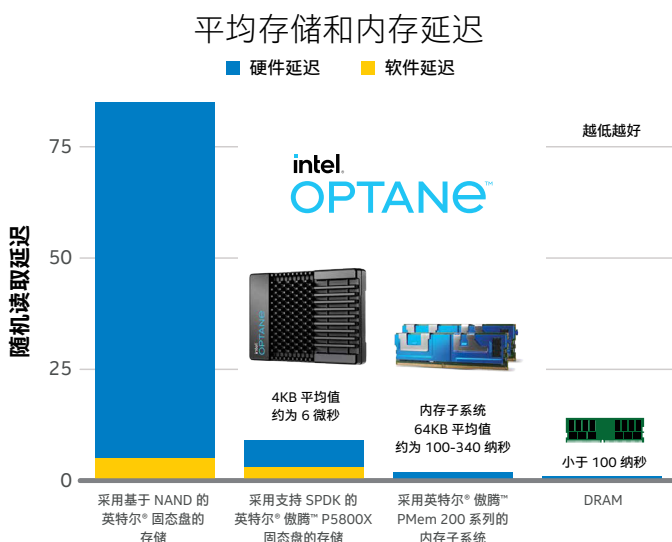 平均存储和内存延迟
硬件延迟
软件延迟
越低越好
75
50
25
0
随机读取延迟
intel.
OPTANe™
intel
OPTANe
4KB 平均值
约为 6 微秒
内存子系统
64KB 平均值
约为 100-340 纳秒
小于 100 纳秒
采用基于 NAND 的
英特尔® 固态盘的
存储
采用支持 SPDK 的
英特尔® 傲腾™ P5800X
固态盘的存储
采用英特尔® 傲腾™
PMem 200 系列的
内存子系统
DRAM